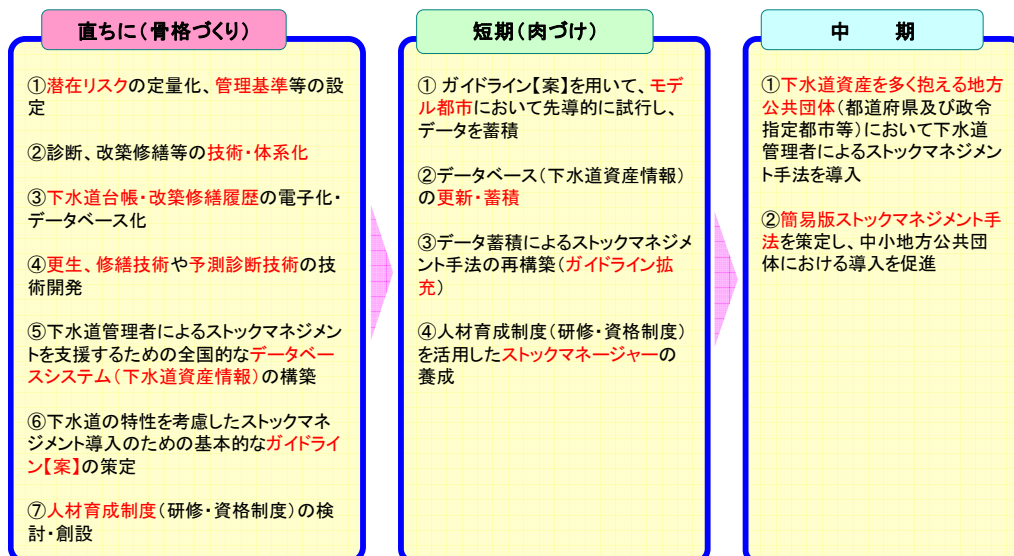 直ちに(骨格づくり)
①潜在リスクの定量化、管理基準等の設
定
②診断、改築修繕等の技術・体系化
③下水道台帳・改築修繕履歴の電子化・
データベース化
④更生、修繕技術や予測診断技術の技
術開発
⑤下水道管理者によるストックマネジメン
トを支援するための全国的なデータベー
スシステム(下水道資産情報)の構築
⑥下水道の特性を考慮したストックマネ
ジメント導入のための基本的なガイドライ
ン【案】の策定
⑦人材育成制度(研修・資格制度)の検
討・創設
短期(肉づけ)
① ガイドライン【案】を用いて、モデ
ル都市において先導的に試行し、
データを蓄積
②データベース(下水道資産情報)
の更新・蓄積
③データ蓄積によるストックマネジメ
ント手法の再構築(ガイドライン拡
充)
④人材育成制度(研修・資格制度)
を活用したストックマネージャーの
養成
中 期
①下水道資産を多く抱える地方
公共団体(都道府県及び政令
指定都市等)において下水道
管理者によるストックマネジメン
ト手法を導入
②簡易版ストックマネジメント手
法を策定し、中小地方公共団
体における導入を促進